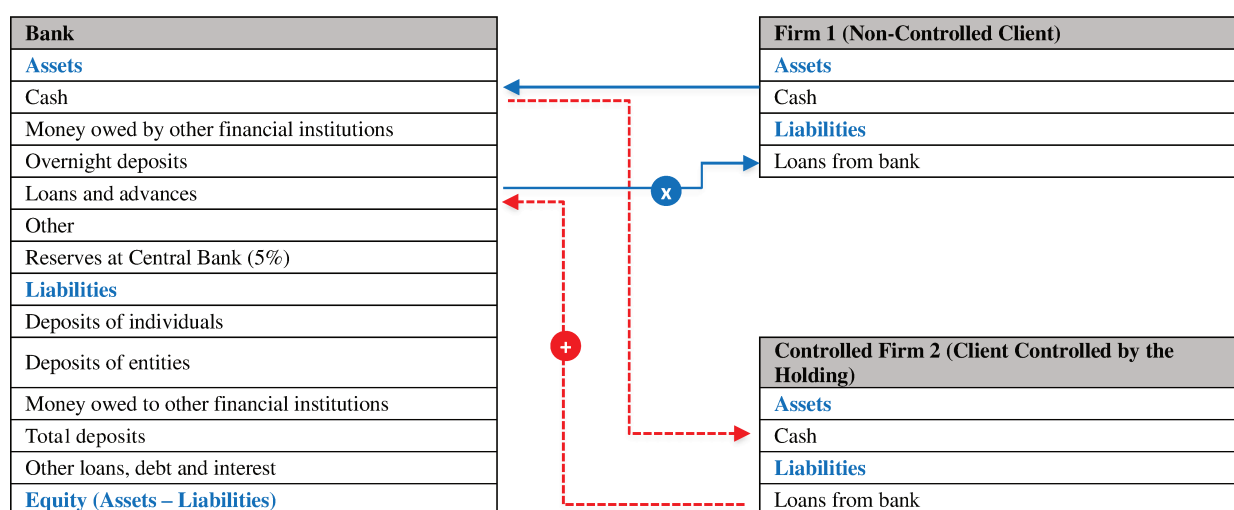 Bank
Assets
Cash
Money owed by other financial institutions
Overnight deposits
Loans and advances
Other
Reserves at Central Bank (5%)
Liabilities
Deposits of individuals
Deposits of entities
Money owed to other financial institutions
Total deposits
Other loans, debt and interest
Equity (Assets – Liabilities)
x
+
Firm 1 (Non-Controlled Client)
Assets
Cash
Liabilities
Loans from bank
Controlled Firm 2 (Client Controlled by the
Holding)
Assets
Cash
Liabilities
Loans from bank